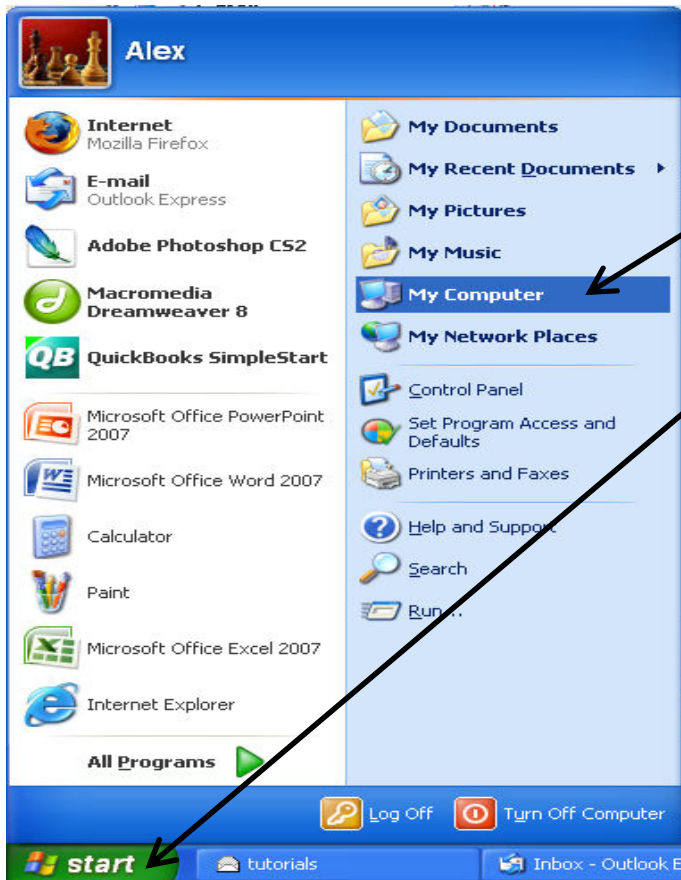 Alex
Internet
Mozilla Firefox
E-mail
Outlook Express
Adobe Photoshop CS2
Macromedia
Dreamweaver 8
QB
QuickBooks SimpleStart
Microsoft Office PowerPoint
2007
Microsoft Office Word 2007
Calculator
Paint
Microsoft Office Excel 2007
Internet Explorer
All Programs
My Documents
My Recent Documents
My Pictures
My Music
My Computer
My Network Places
Control Panel
Set Program Access and
Defaults
Printers and Faxes
Help and Support
Search
Run...
Log Off
Turn Off Computer
start
tutorials
Inbox - Outlook E